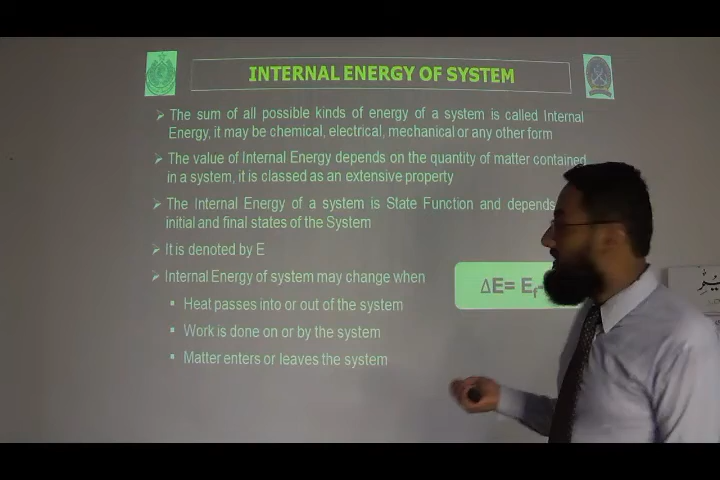 INTERNAL ENERGY OF SYSTEM
The sum of all possible kinds of energy of a system is called Internal
Energy, it may be chemical, electrical, mechanical or any other form
The value of Internal Energy depends on the quantity of matter contained
in a system, it is classed as an extensive property
The Internal Energy of a system is State Function and depends
initial and final states of the System
It is denoted by E
Internal Energy of system may change when
ΔE= Ef-
Heat passes into or out of the system
Work is done on or by the system
Matter enters or leaves the system